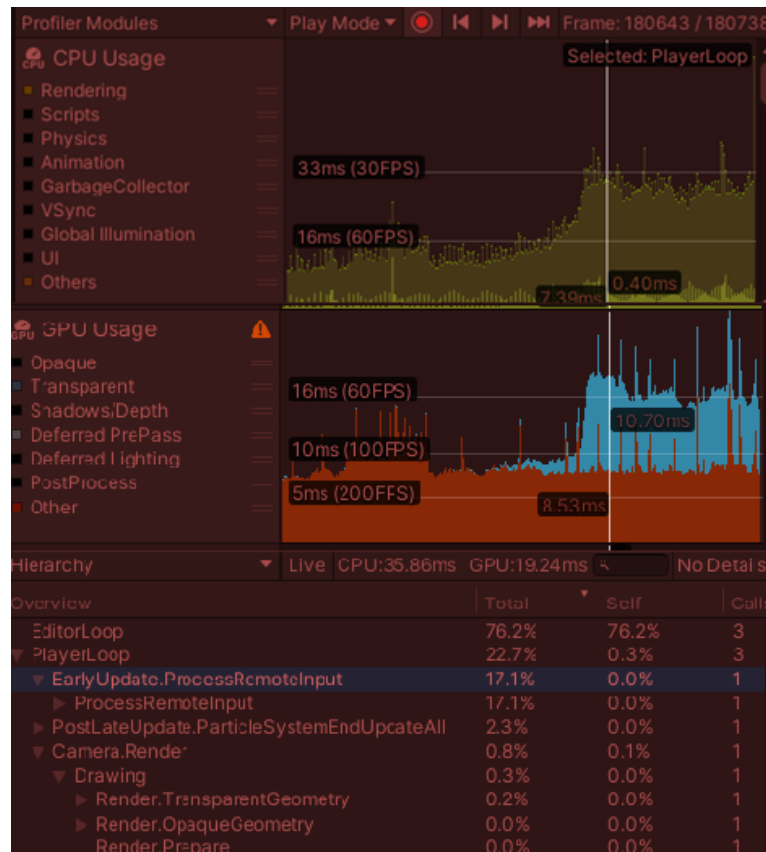 Profiler Modules Play Mode Frame: 180643 / 180738
CPU Usage Selected: PlayerLoop
CPU
Rendering
Scripts
Physics
Animation
33ms (30FPS)
GarbageCollector
VSync
Global Illumination
16ms (60FPS)
UI
Others
7.39ms 0.40ms
GPU Usage
GPU
Opaque
Transparent
16ms (60FPS)
Shadows/Depth
10.70ms
Deferred PrePass
10ms (100FPS)
Deferred Lighting
PostProcess
5ms (200FPS)
Other
8.53ms
Hierarchy Live CPU:35.86ms GPU:19.24ms No Details
Overview Total Self Calls
EditorLoop 76.2% 76.2% 3
PlayerLoop 22.7% 0.3% 3
EarlyUpdate.ProcessRemoteInput 17.1% 0.0% 1
ProcessRemoteInput 17.1% 0.0% 1
PostLateUpdate.ParticleSystemEndUpdateAll 2.3% 0.0% 1
Camera.Render 0.8% 0.1% 1
Drawing 0.3% 0.0% 1
Render.TransparentGeometry 0.2% 0.0% 1
Render.OpaqueGeometry 0.0% 0.0% 1
Render.Prepare 0.0% 0.0% 1